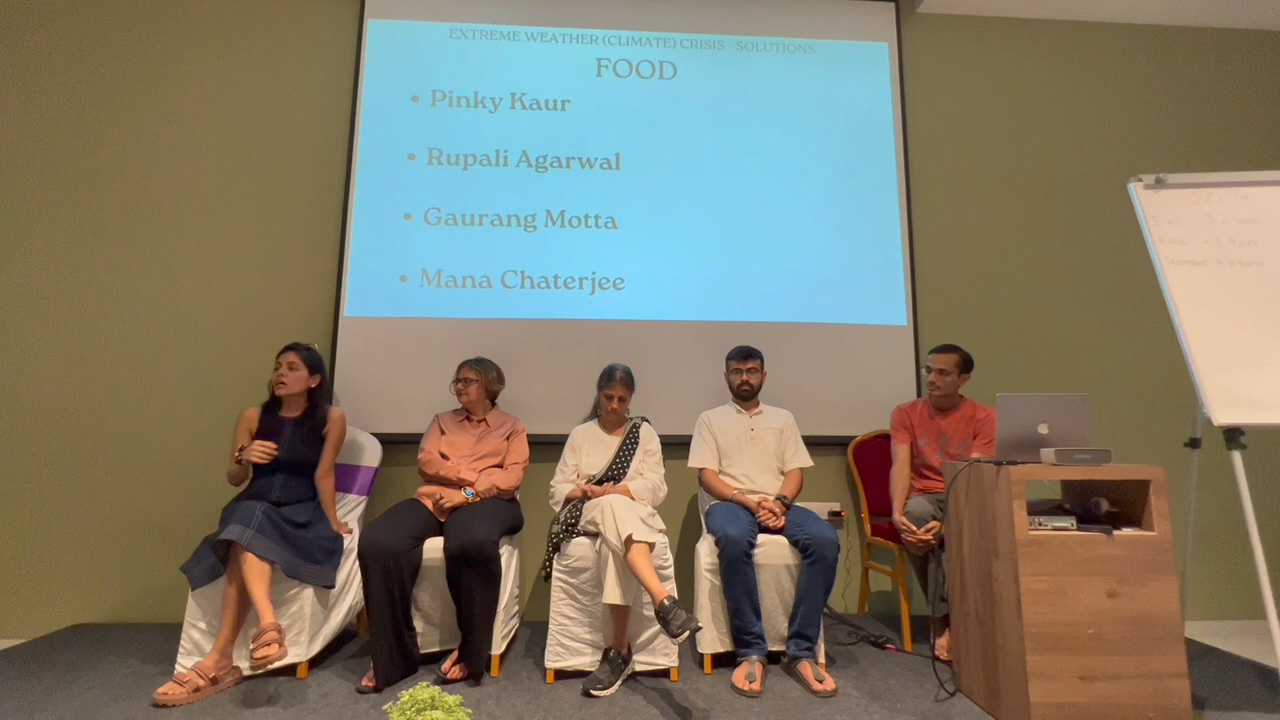 EXTREME WEATHER (CLIMATE) CRISIS - SOLUTIONS
FOOD
• Pinky Kaur
• Rupali Agarwal
• Gaurang Motta
• Mana Chaterjee